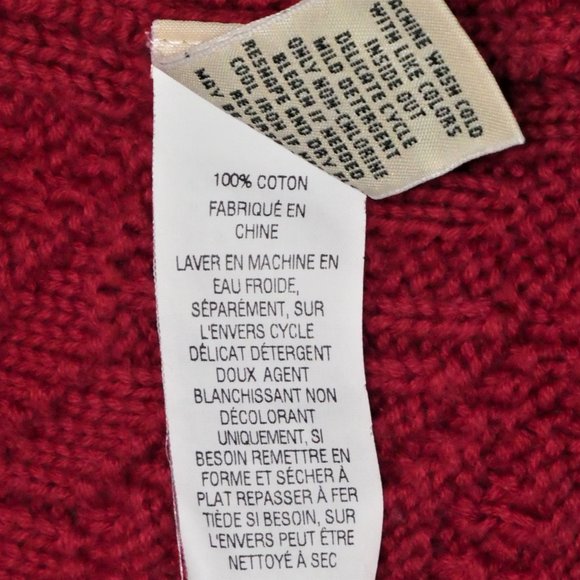 MACHINE WASH COLD
WITH LIKE COLORS
INSIDE OUT
DELICATE CYCLE
MILD DETERGENT
ONLY NON-CHLORINE
BLEACH IF NEEDED
RESHAPE AND DRY
COOL IRON
MAY
100% COTON
FABRIQUÉ EN
CHINE
LAVER EN MACHINE EN
EAU FROIDE,
SÉPARÉMENT, SUR
L'ENVERS CYCLE
DÉLICAT DÉTERGENT
DOUX AGENT
BLANCHISSANT NON
DÉCOLORANT
UNIQUEMENT, SI
BESOIN REMETTRE EN
FORME ET SÉCHER À
PLAT REPASSER À FER
TIÈDE SI BESOIN, SUR
L'ENVERS PEUT ÊTRE
NETTOYÉ À SEC